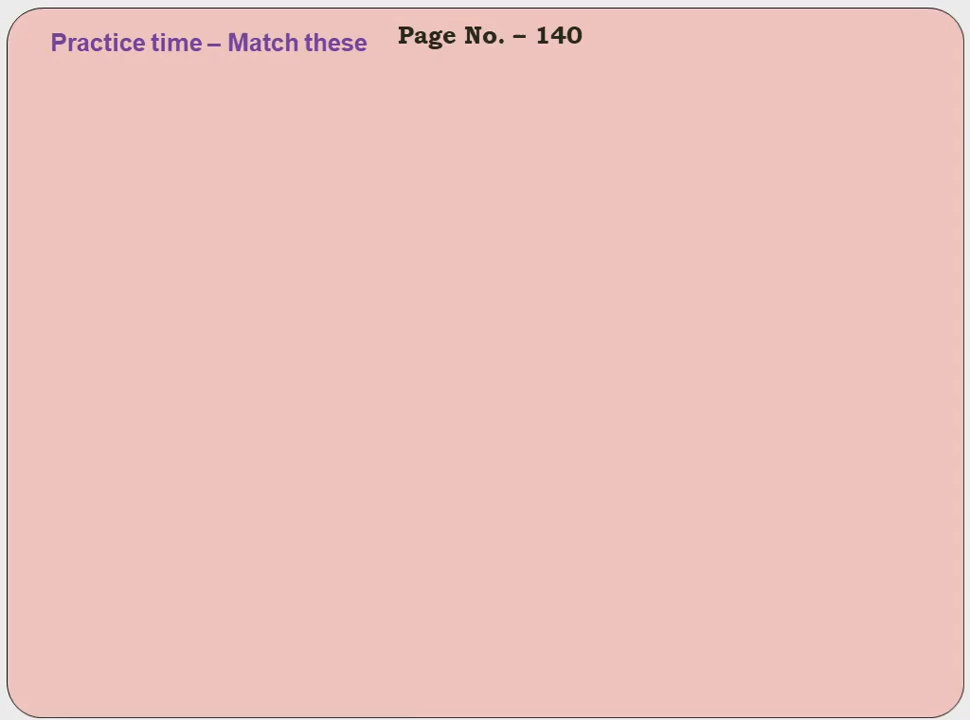 Practice time – Match these
Page No. – 140